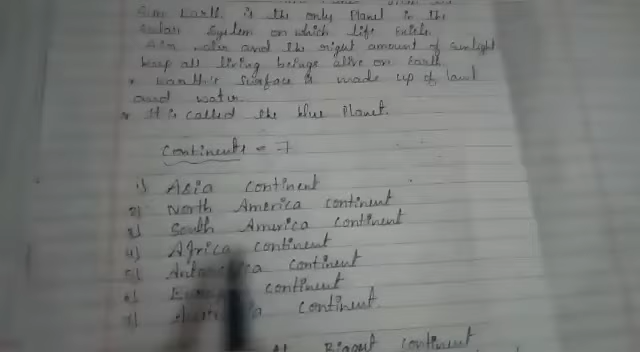 Our Earth is the only Planet in the
Solar System on which life exists
Air water and the right amount of sunlight
keep all living beings alive on Earth
* Earth's Surface is made up of land
and water.
* It is called the blue Planet.
Continents = 7
1) Asia continent
2) North America continent
3) South America continent
4) Africa continent
5) continent
6) continent
7) continent
Biggest continent